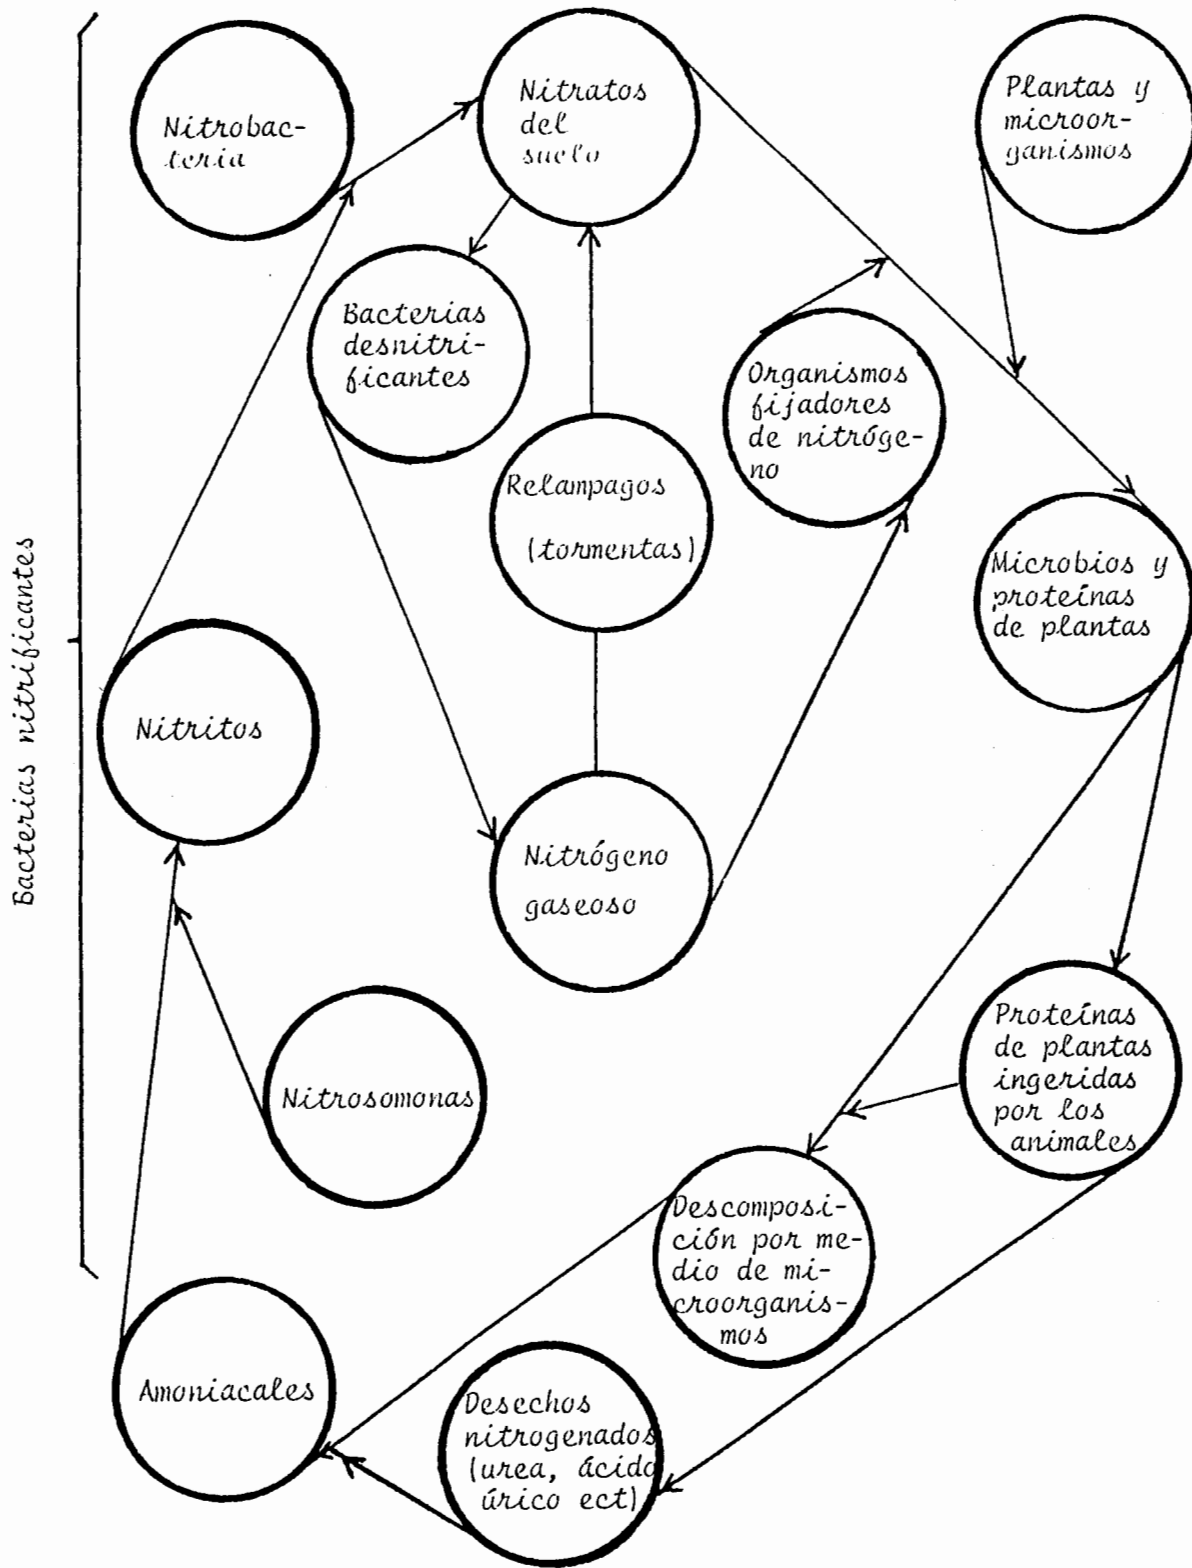 Nitrobac-
teria
Nitratos
del
suelo
Plantas y
microor-
ganismos
Bacterias
desnitri-
ficantes
Organismos
fijadores
de nitróge-
no
Relampagos
(tormentas)
Microbios y
proteínas
de plantas
Bacterias nitrificantes
Nitritos
Nitrógeno
gaseoso
Nitrosomonas
Proteínas
de plantas
ingeridas
por los
animales
Descomposi-
ción por me-
dio de mi-
croorganis-
mos
Amoniacales
Desechos
nitrogenados
(urea, ácido
úrico ect)